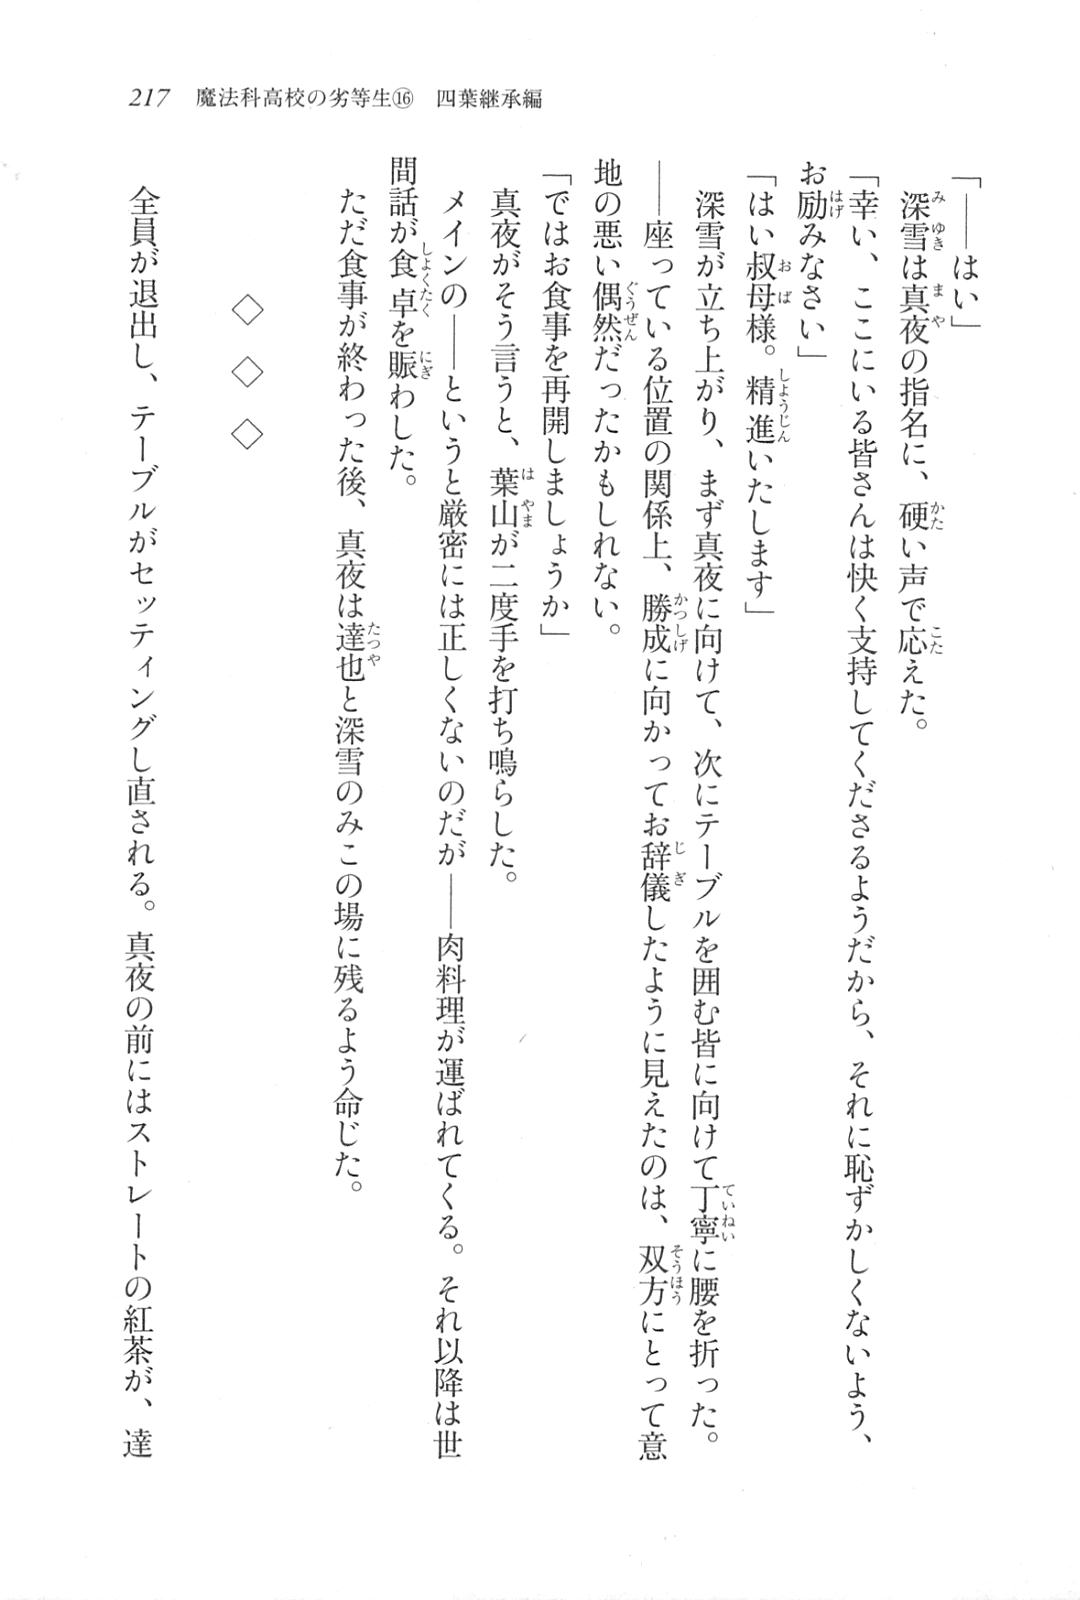 217　魔法科高校の劣等生⑯　四葉継承編
「――はい」
深雪は真夜の指名に、硬い声で応えた。
「幸い、ここにいる皆さんは快く支持してくださるようだから、それに恥ずかしくないよう、
お励みなさい」
「はい叔母様。精進いたします」
深雪が立ち上がり、まず真夜に向けて、次にテーブルを囲む皆に向けて丁寧に腰を折った。
――座っている位置の関係上、勝成に向かってお辞儀したように見えたのは、双方にとって意
地の悪い偶然だったかもしれない。
「ではお食事を再開しましょうか」
真夜がそう言うと、葉山が二度手を打ち鳴らした。
メインの――というと厳密には正しくないのだが――肉料理が運ばれてくる。それ以降は世
間話が食卓を賑わした。
ただ食事が終わった後、真夜は達也と深雪のみこの場に残るよう命じた。
◇　◇　◇
全員が退出し、テーブルがセッティングし直される。真夜の前にはストレートの紅茶が、達